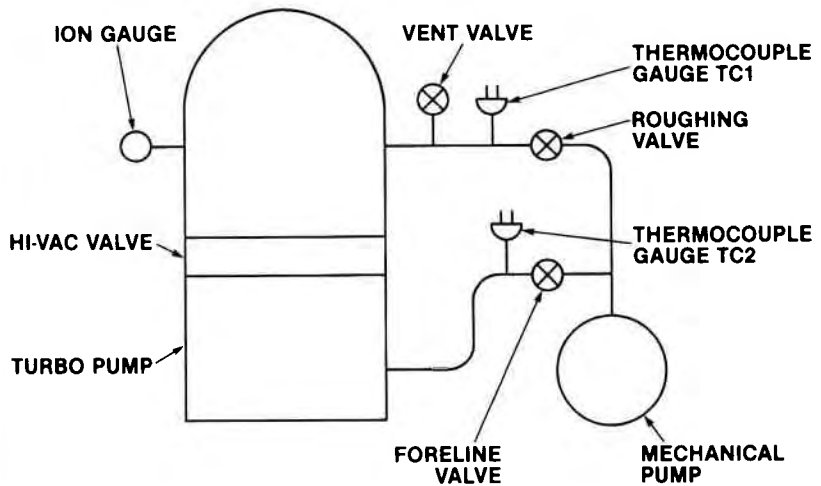 ION GAUGE
VENT VALVE
THERMOCOUPLE
GAUGE TC1
ROUGHING
VALVE
HI-VAC VALVE
THERMOCOUPLE
GAUGE TC2
TURBO PUMP
FORELINE
VALVE
MECHANICAL
PUMP